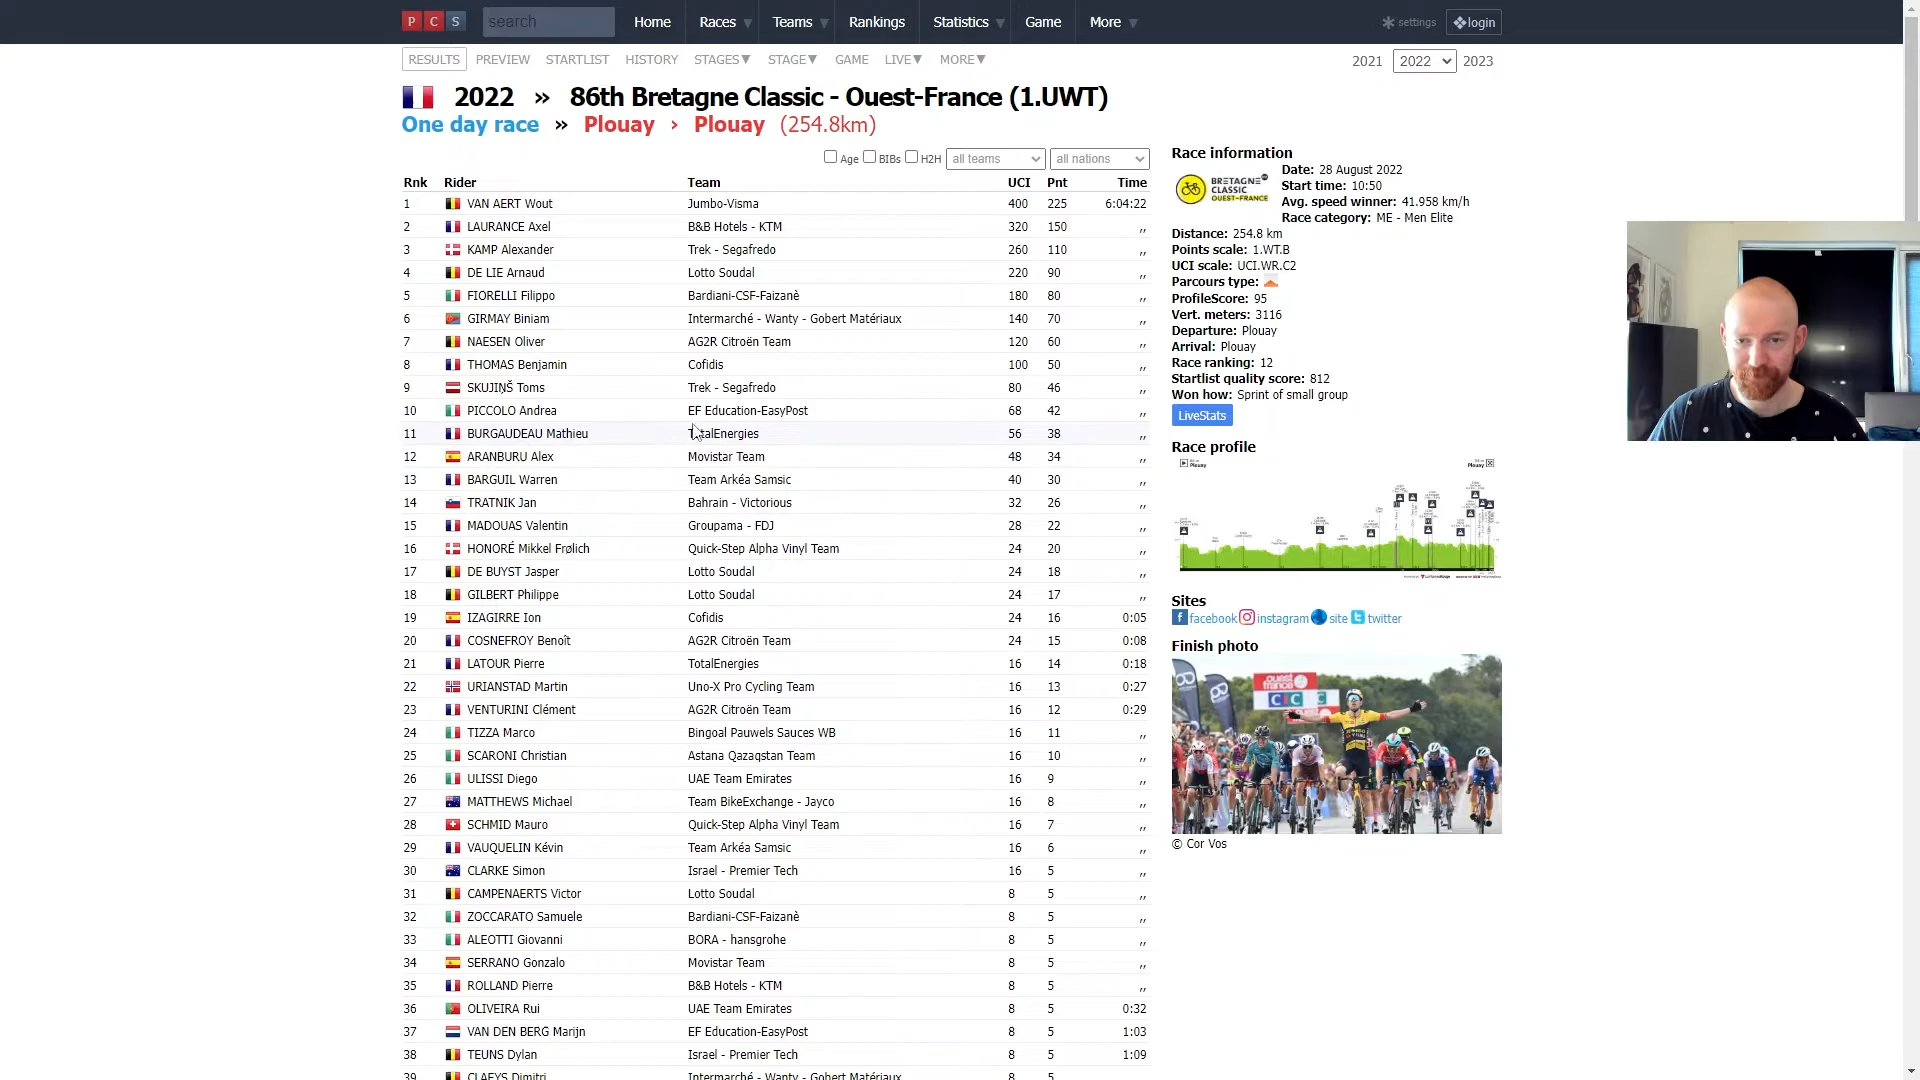 P C S search Home Races ▼ Teams ▼ Rankings Statistics ▼ Game More ▼ settings login
RESULTS PREVIEW STARTLIST HISTORY STAGES▼ STAGE▼ GAME LIVE▼ MORE▼ 2021 2022 2023
2022 » 86th Bretagne Classic - Ouest-France (1.UWT)
One day race » Plouay › Plouay (254.8km)
Age BIBs H2H all teams all nations
Rnk Rider Team UCI Pnt Time
1 VAN AERT Wout Jumbo-Visma 400 225 6:04:22
2 LAURANCE Axel B&B Hotels - KTM 320 150 ,,
3 KAMP Alexander Trek - Segafredo 260 110 ,,
4 DE LIE Arnaud Lotto Soudal 220 90 ,,
5 FIORELLI Filippo Bardiani-CSF-Faizanè 180 80 ,,
6 GIRMAY Biniam Intermarché - Wanty - Gobert Matériaux 140 70 ,,
7 NAESEN Oliver AG2R Citroën Team 120 60 ,,
8 THOMAS Benjamin Cofidis 100 50 ,,
9 SKUJIŅŠ Toms Trek - Segafredo 80 46 ,,
10 PICCOLO Andrea EF Education-EasyPost 68 42 ,,
11 BURGAUDEAU Mathieu TotalEnergies 56 38 ,,
12 ARANBURU Alex Movistar Team 48 34 ,,
13 BARGUIL Warren Team Arkéa Samsic 40 30 ,,
14 TRATNIK Jan Bahrain - Victorious 32 26 ,,
15 MADOUAS Valentin Groupama - FDJ 28 22 ,,
16 HONORÉ Mikkel Frølich Quick-Step Alpha Vinyl Team 24 20 ,,
17 DE BUYST Jasper Lotto Soudal 24 18 ,,
18 GILBERT Philippe Lotto Soudal 24 17 ,,
19 IZAGIRRE Ion Cofidis 24 16 0:05
20 COSNEFROY Benoît AG2R Citroën Team 24 15 0:08
21 LATOUR Pierre TotalEnergies 16 14 0:18
22 URIANSTAD Martin Uno-X Pro Cycling Team 16 13 0:27
23 VENTURINI Clément AG2R Citroën Team 16 12 0:29
24 TIZZA Marco Bingoal Pauwels Sauces WB 16 11 ,,
25 SCARONI Christian Astana Qazaqstan Team 16 10 ,,
26 ULISSI Diego UAE Team Emirates 16 9 ,,
27 MATTHEWS Michael Team BikeExchange - Jayco 16 8 ,,
28 SCHMID Mauro Quick-Step Alpha Vinyl Team 16 7 ,,
29 VAUQUELIN Kévin Team Arkéa Samsic 16 6 ,,
30 CLARKE Simon Israel - Premier Tech 16 5 ,,
31 CAMPENAERTS Victor Lotto Soudal 8 5 ,,
32 ZOCCARATO Samuele Bardiani-CSF-Faizanè 8 5 ,,
33 ALEOTTI Giovanni BORA - hansgrohe 8 5 ,,
34 SERRANO Gonzalo Movistar Team 8 5 ,,
35 ROLLAND Pierre B&B Hotels - KTM 8 5 ,,
36 OLIVEIRA Rui UAE Team Emirates 8 5 0:32
37 VAN DEN BERG Marijn EF Education-EasyPost 8 5 1:03
38 TEUNS Dylan Israel - Premier Tech 8 5 1:09
39 CLAEYS Dimitri Intermarché - Wanty - Gobert Matériaux 8 5
Race information
BRETAGNE CLASSIC OUEST-FRANCE
Date: 28 August 2022
Start time: 10:50
Avg. speed winner: 41.958 km/h
Race category: ME - Men Elite
Distance: 254.8 km
Points scale: 1.WT.B
UCI scale: UCI.WR.C2
Parcours type:
ProfileScore: 95
Vert. meters: 3116
Departure: Plouay
Arrival: Plouay
Race ranking: 12
Startlist quality score: 812
Won how: Sprint of small group
LiveStats
Race profile
Plouay Plouay
Sites
facebook instagram site twitter
Finish photo
ouest france
CIC
© Cor Vos